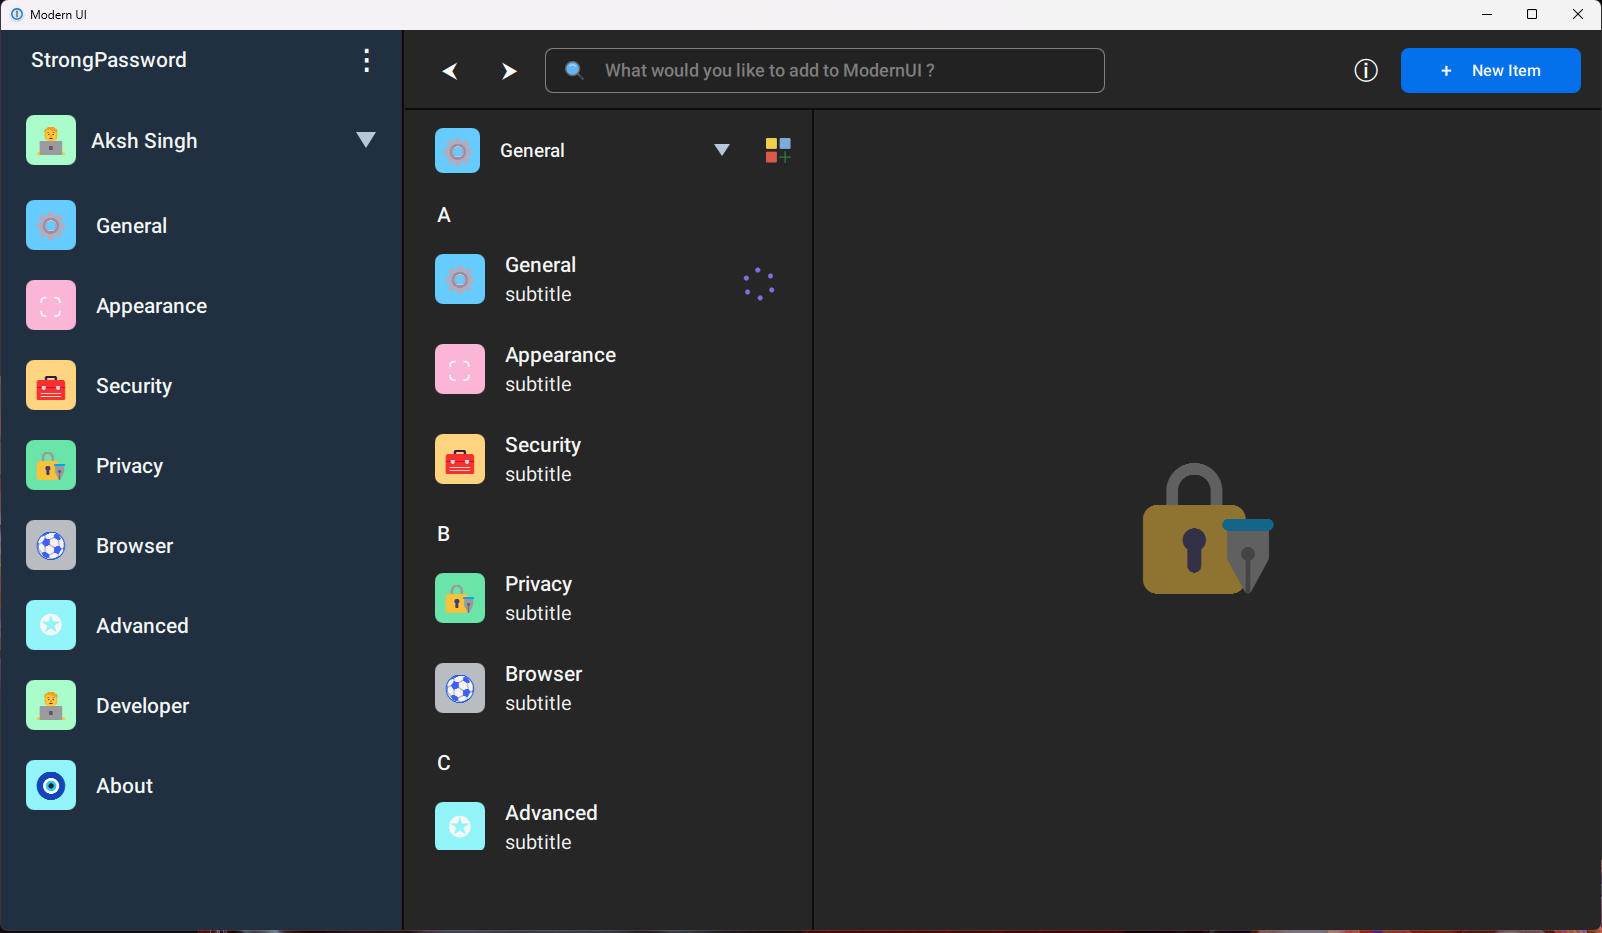 Modern UI
StrongPassword
Aksh Singh
General
Appearance
Security
Privacy
Browser
Advanced
Developer
About
What would you like to add to ModernUI ?
+ New Item
General
A
General
subtitle
Appearance
subtitle
Security
subtitle
B
Privacy
subtitle
Browser
subtitle
C
Advanced
subtitle